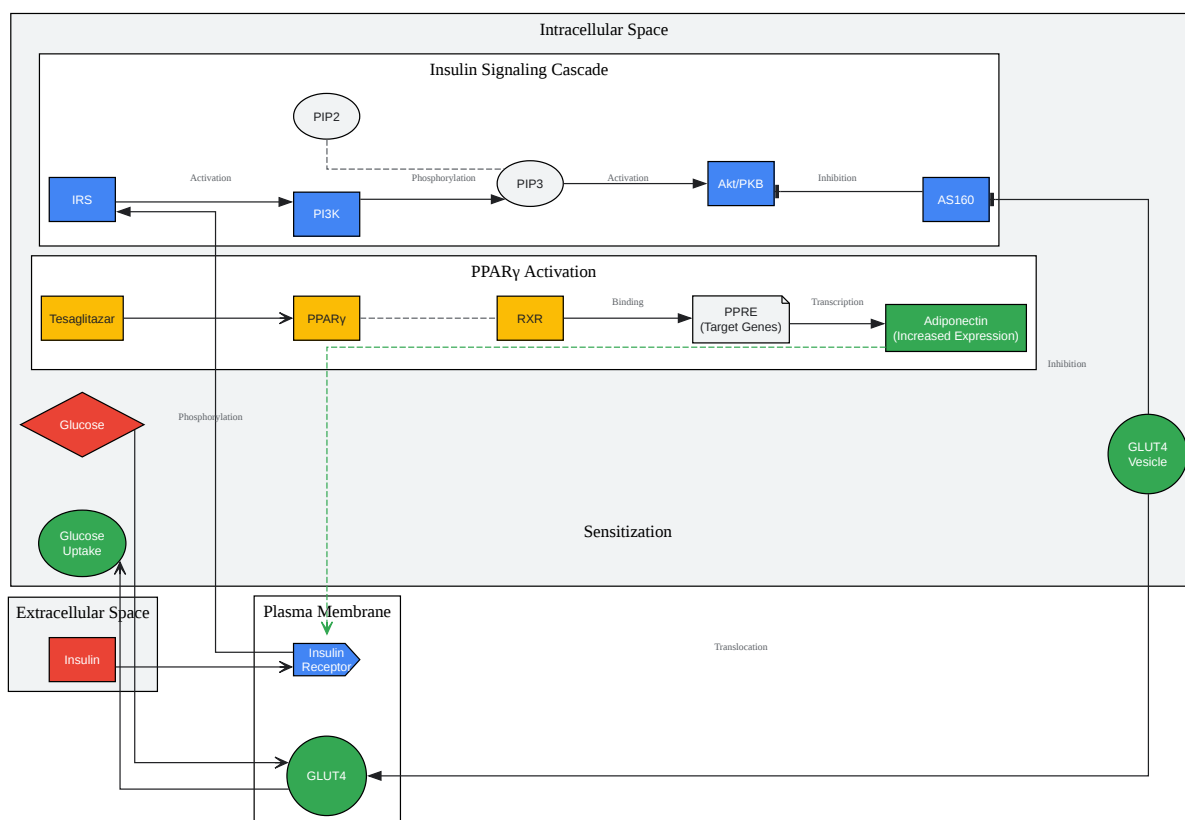 Intracellular Space
Insulin Signaling Cascade
PIP2
Activation
Phosphorylation
Activation
Inhibition
IRS
PI3K
PIP3
Akt/PKB
AS160
PPARγ Activation
Tesaglitazar
PPARγ
RXR
Binding
PPRE
(Target Genes)
Transcription
Adiponectin
(Increased Expression)
Inhibition
Glucose
Phosphorylation
GLUT4
Vesicle
Glucose
Uptake
Sensitization
Extracellular Space
Plasma Membrane
Insulin
Insulin
Receptor
Translocation
GLUT4